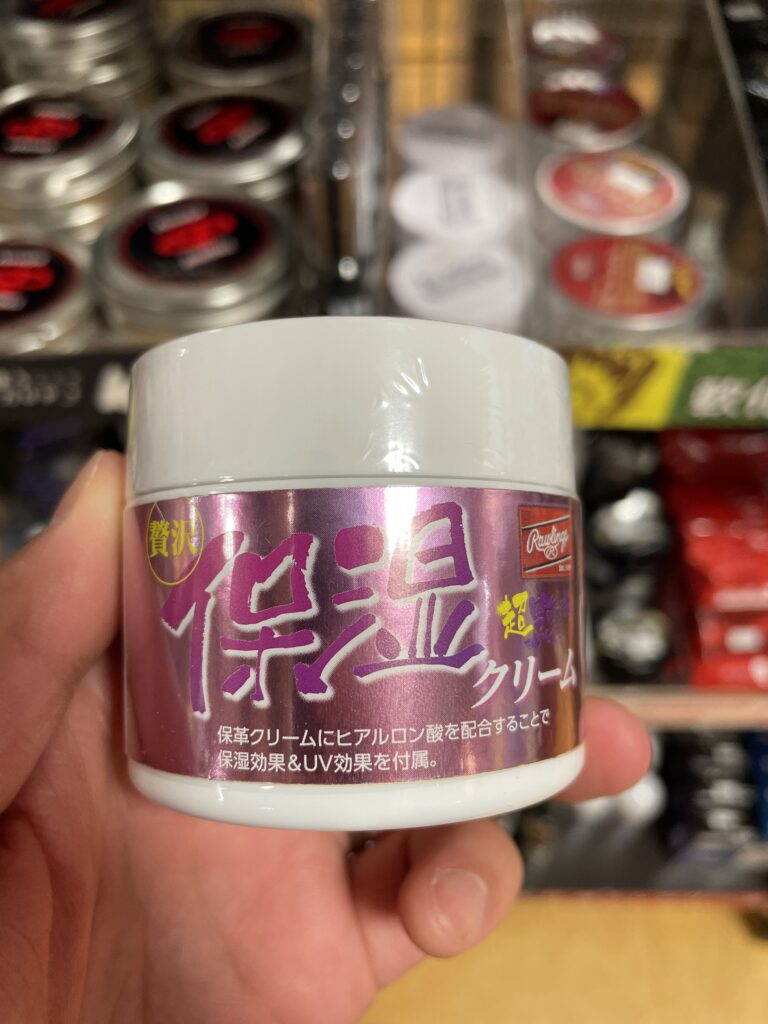 贅沢
保湿
Rawlings
超
クリーム
保革クリームにヒアルロン酸を配合することで
保湿効果&UV効果を付属。
軟化